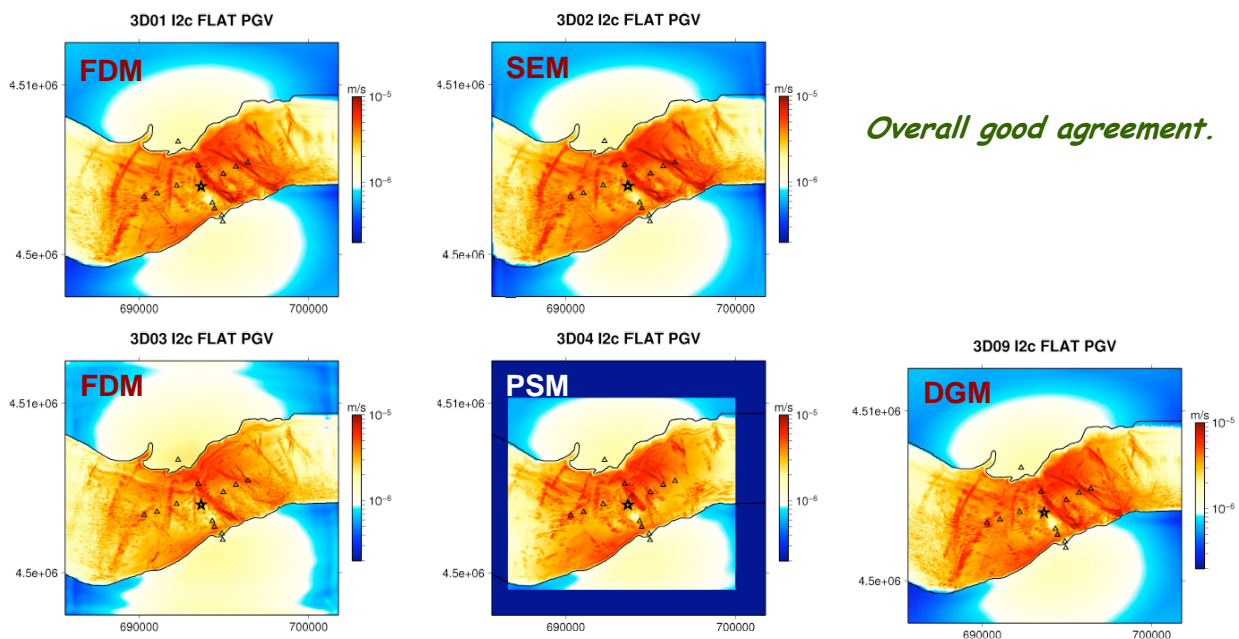 3D01 I2c FLAT PGV
FDM
4.51e+06
4.5e+06
690000 700000
m/s
10⁻⁵
10⁻⁶
3D02 I2c FLAT PGV
SEM
4.51e+06
4.5e+06
690000 700000
m/s
10⁻⁵
10⁻⁶
Overall good agreement.
3D03 I2c FLAT PGV
FDM
4.51e+06
4.5e+06
690000 700000
m/s
10⁻⁵
10⁻⁶
3D04 I2c FLAT PGV
PSM
4.51e+06
4.5e+06
690000 700000
m/s
10⁻⁵
10⁻⁶
3D09 I2c FLAT PGV
DGM
4.51e+06
4.5e+06
690000 700000
m/s
10⁻⁵
10⁻⁶